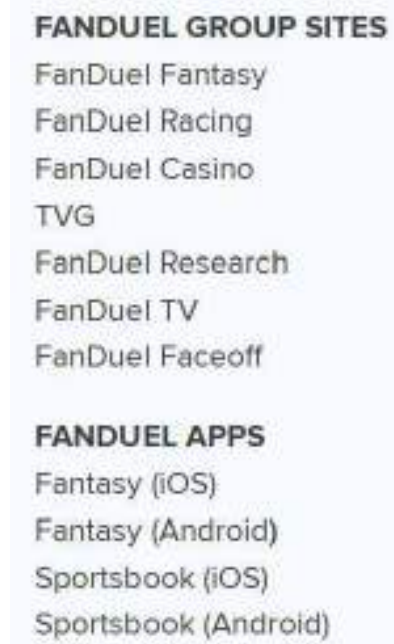 FANDUEL GROUP SITES
FanDuel Fantasy
FanDuel Racing
FanDuel Casino
TVG
FanDuel Research
FanDuel TV
FanDuel Faceoff
FANDUEL APPS
Fantasy (iOS)
Fantasy (Android)
Sportsbook (iOS)
Sportsbook (Android)